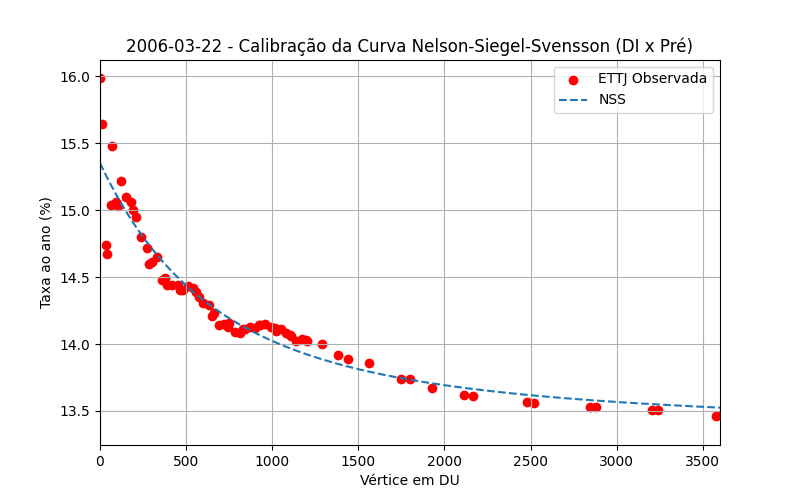 2006-03-22 - Calibração da Curva Nelson-Siegel-Svensson (DI x Pré)
ETTJ Observada
NSS
Taxa ao ano (%)
16.0
15.5
15.0
14.5
14.0
13.5
0 500 1000 1500 2000 2500 3000 3500
Vértice em DU